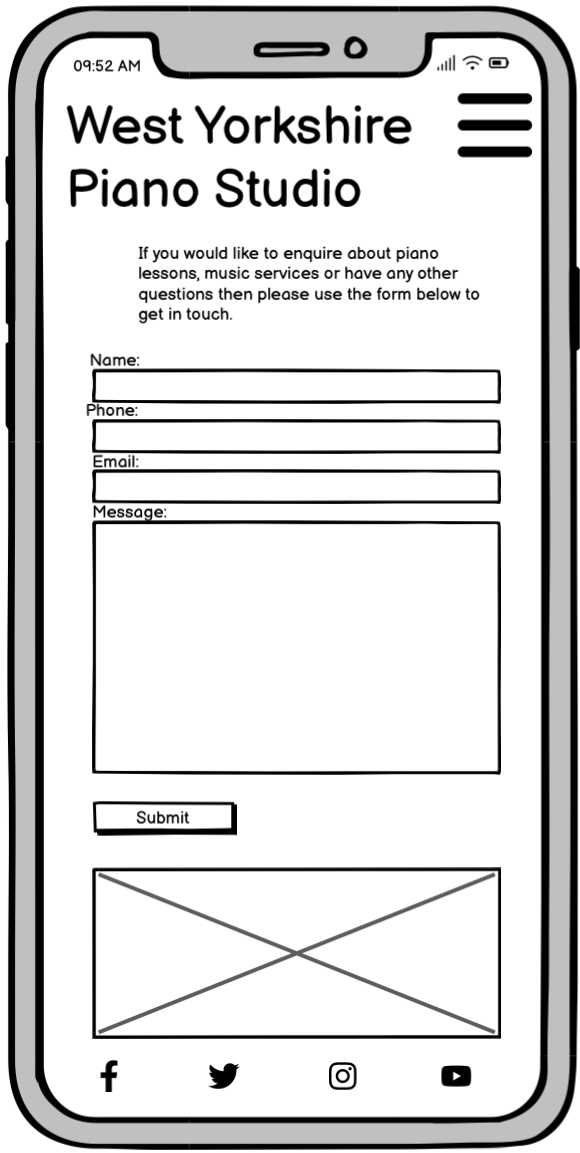 09:52 AM
West Yorkshire
Piano Studio
If you would like to enquire about piano
lessons, music services or have any other
questions then please use the form below to
get in touch.
Name:
Phone:
Email:
Message:
Submit